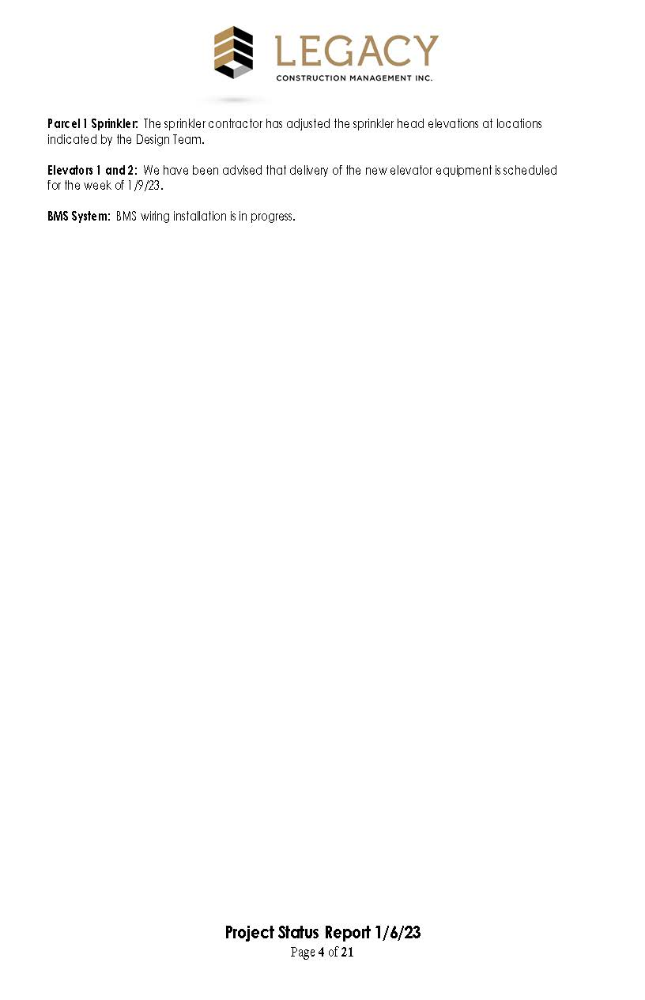 LEGACY
CONSTRUCTION MANAGEMENT INC.
Parcel 1 Sprinkler: The sprinkler contractor has adjusted the sprinkler head elevations at locations
indicated by the Design Team.
Elevators 1 and 2: We have been advised that delivery of the new elevator equipment is scheduled
for the week of 1/9/23.
BMS System: BMS wiring installation is in progress.
Project Status Report 1/6/23
Page 4 of 21